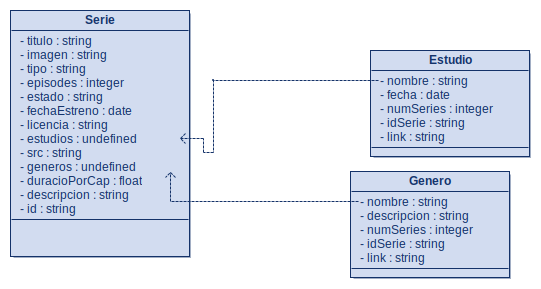 Serie
- titulo : string
- imagen : string
- tipo : string
- episodes : integer
- estado : string
- fechaEstreno : date
- licencia : string
- estudios : undefined
- src : string
- generos : undefined
- duracioPorCap : float
- descripcion : string
- id : string
Estudio
- nombre : string
- fecha : date
- numSeries : integer
- idSerie : string
- link : string
Genero
- nombre : string
- descripcion : string
- numSeries : integer
- idSerie : string
- link : string